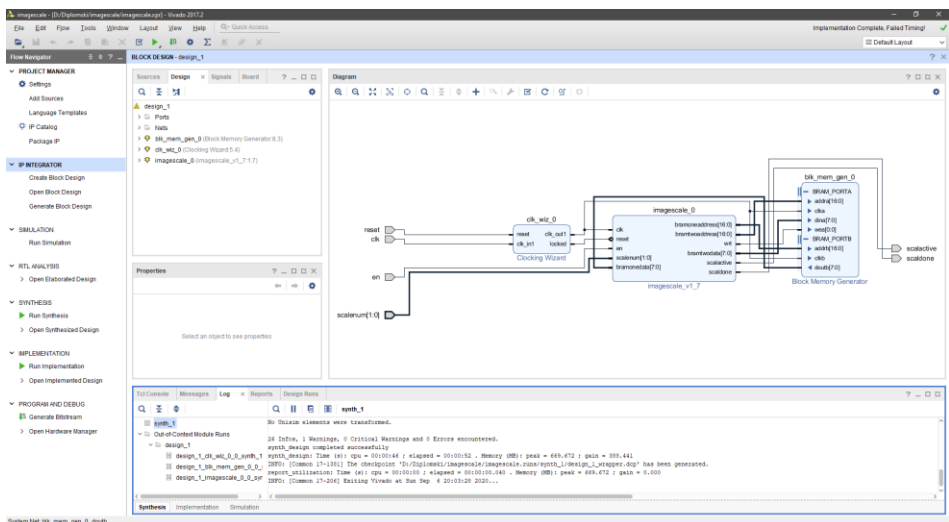 imagescale - [D:/Diplomski/imagescale/imagescale.xpr] - Vivado 2017.2
File Edit Flow Tools Window Layout View Help Quick Access
Implementation Complete, Failed Timing!
Default Layout
Flow Navigator
PROJECT MANAGER
Settings
Add Sources
Language Templates
IP Catalog
Package IP
IP INTEGRATOR
Create Block Design
Open Block Design
Generate Block Design
SIMULATION
Run Simulation
RTL ANALYSIS
Open Elaborated Design
SYNTHESIS
Run Synthesis
Open Synthesized Design
IMPLEMENTATION
Run Implementation
Open Implemented Design
PROGRAM AND DEBUG
Generate Bitstream
Open Hardware Manager
BLOCK DESIGN - design_1
Sources Design Signals Board
design_1
Ports
Nets
blk_mem_gen_0 (Block Memory Generator:8.3)
clk_wiz_0 (Clocking Wizard:5.4)
imagescale_0 (imagescale_v1_7:1.7)
Properties
Select an object to see properties
Diagram
reset
clk
en
scalenum[1:0]
clk_wiz_0
reset clk_out1
clk_in1 locked
Clocking Wizard
imagescale_0
clk
reset
en
scalenum[1:0]
bramonedata[7:0]
bramoneaddress[16:0]
bramtwoaddress[16:0]
wrt
bramtwodata[7:0]
scalactive
scaldone
imagescale_v1_7
blk_mem_gen_0
BRAM_PORTA
addra[16:0]
clka
dina[7:0]
wea[0:0]
BRAM_PORTB
addrb[16:0]
clkb
doutb[7:0]
Block Memory Generator
scalactive
scaldone
Tcl Console Messages Log Reports Design Runs
synth_1
Out-of-Context Module Runs
design_1
design_1_clk_wiz_0_0_synth_1
design_1_blk_mem_gen_0_0_
design_1_imagescale_0_0_syr
synth_1
No Unisim elements were transformed.
26 Infos, 1 Warnings, 0 Critical Warnings and 0 Errors encountered.
synth_design completed successfully
synth_design: Time (s): cpu = 00:00:46 ; elapsed = 00:00:52 . Memory (MB): peak = 669.672 ; gain = 389.441
INFO: [Common 17-1381] The checkpoint 'D:/Diplomski/imagescale/imagescale.runs/synth_1/design_1_wrapper.dcp' has been generated.
report_utilization: Time (s): cpu = 00:00:00 ; elapsed = 00:00:00.040 . Memory (MB): peak = 669.672 ; gain = 0.000
INFO: [Common 17-206] Exiting Vivado at Sun Sep 6 20:03:28 2020...
Synthesis Implementation Simulation
System Net: blk_mem_gen_0_doutb